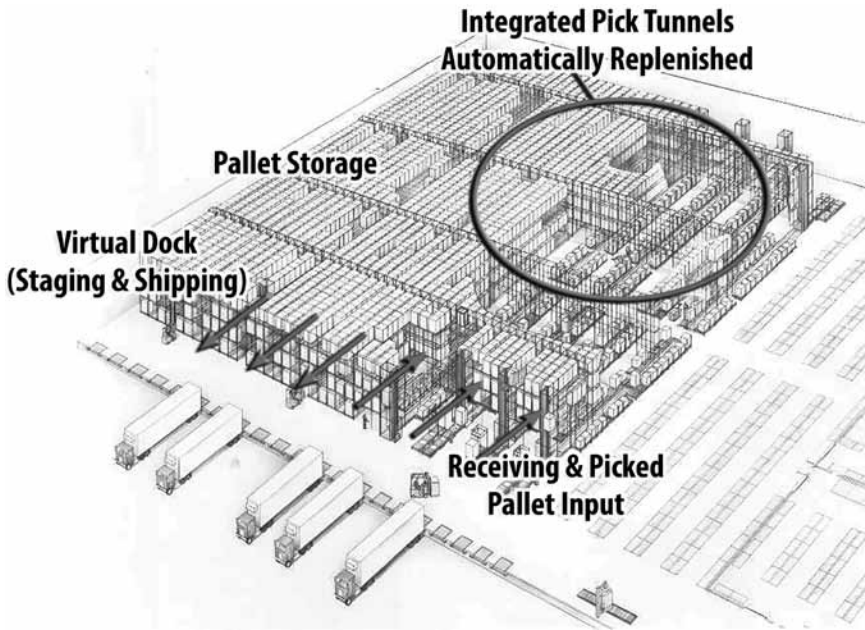 Integrated Pick Tunnels
Automatically Replenished
Pallet Storage
Virtual Dock
(Staging & Shipping)
Receiving & Picked
Pallet Input